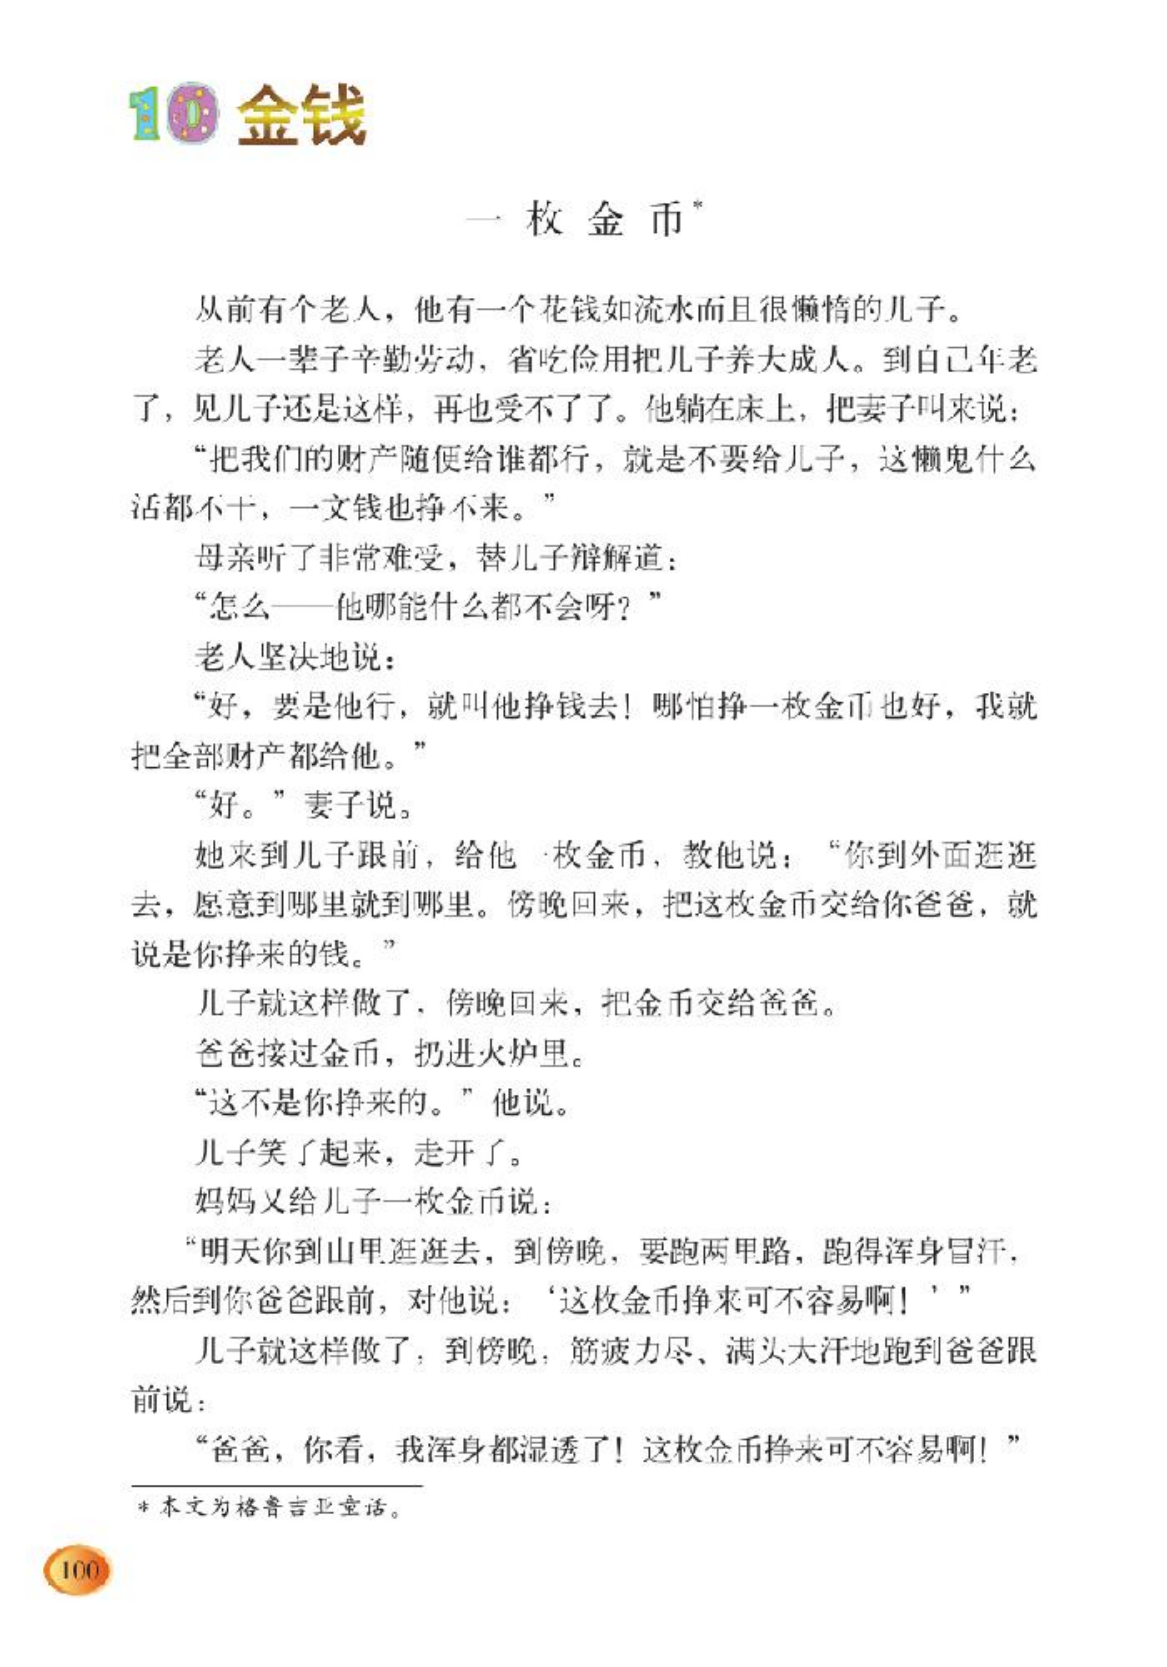 10 金钱
一枚金币*
从前有个老人，他有一个花钱如流水而且很懒惰的儿子。
老人一辈子辛勤劳动，省吃俭用把儿子养大成人。到自己年老
了，见儿子还是这样，再也受不了了。他躺在床上，把妻子叫来说：
“把我们的财产随便给谁都行，就是不要给儿子，这懒鬼什么
活都不干，一文钱也挣不来。”
母亲听了非常难受，替儿子辩解道：
“怎么——他哪能什么都不会呀？”
老人坚决地说：
“好，要是他行，就叫他挣钱去！哪怕挣一枚金币也好，我就
把全部财产都给他。”
“好。”妻子说。
她来到儿子跟前，给他一枚金币，教他说：“你到外面逛逛
去，愿意到哪里就到哪里。傍晚回来，把这枚金币交给你爸爸，就
说是你挣来的钱。”
儿子就这样做了，傍晚回来，把金币交给爸爸。
爸爸接过金币，扔进火炉里。
“这不是你挣来的。”他说。
儿子笑了起来，走开了。
妈妈又给儿子一枚金币说：
“明天你到山里逛逛去，到傍晚，要跑两里路，跑得浑身冒汗，
然后到你爸爸跟前，对他说：‘这枚金币挣来可不容易啊！’”
儿子就这样做了，到傍晚，筋疲力尽、满头大汗地跑到爸爸跟
前说：
“爸爸，你看，我浑身都湿透了！这枚金币挣来可不容易啊！”
* 本文为格鲁吉亚童话。
100